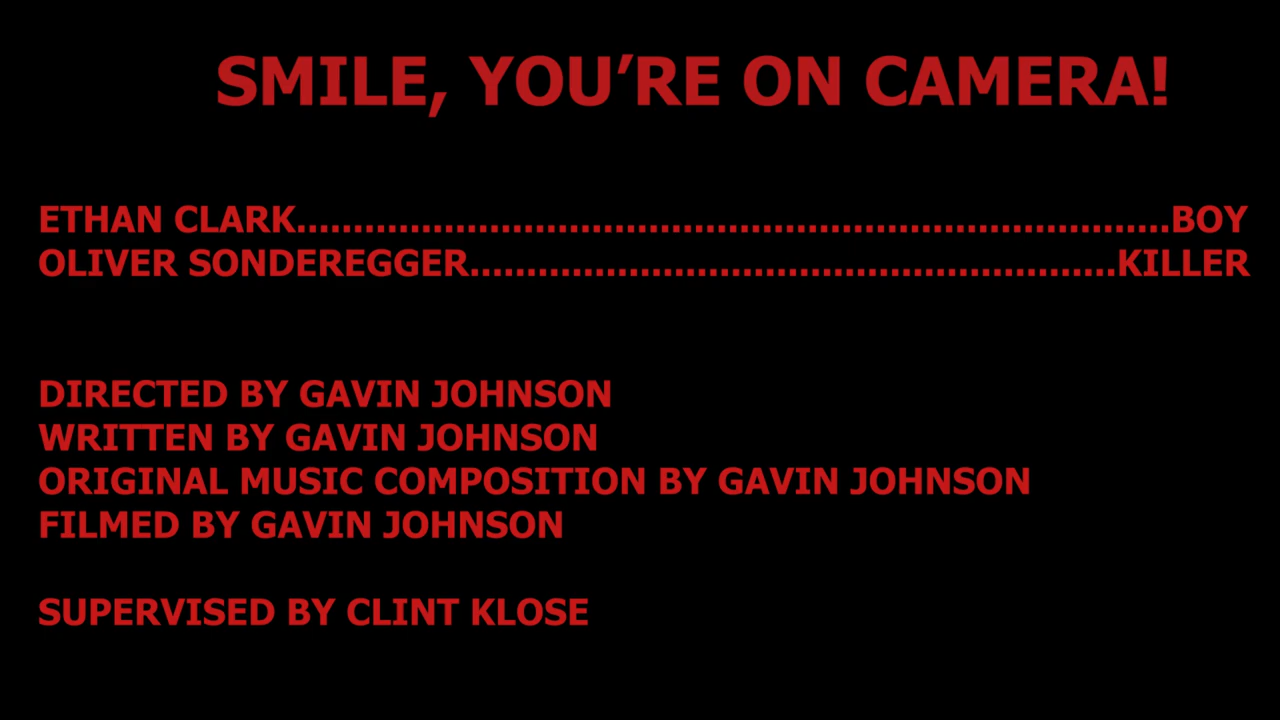 SMILE, YOU’RE ON CAMERA!
ETHAN CLARK.............................................................................BOY
OLIVER SONDEREGGER.........................................................KILLER
DIRECTED BY GAVIN JOHNSON
WRITTEN BY GAVIN JOHNSON
ORIGINAL MUSIC COMPOSITION BY GAVIN JOHNSON
FILMED BY GAVIN JOHNSON
SUPERVISED BY CLINT KLOSE